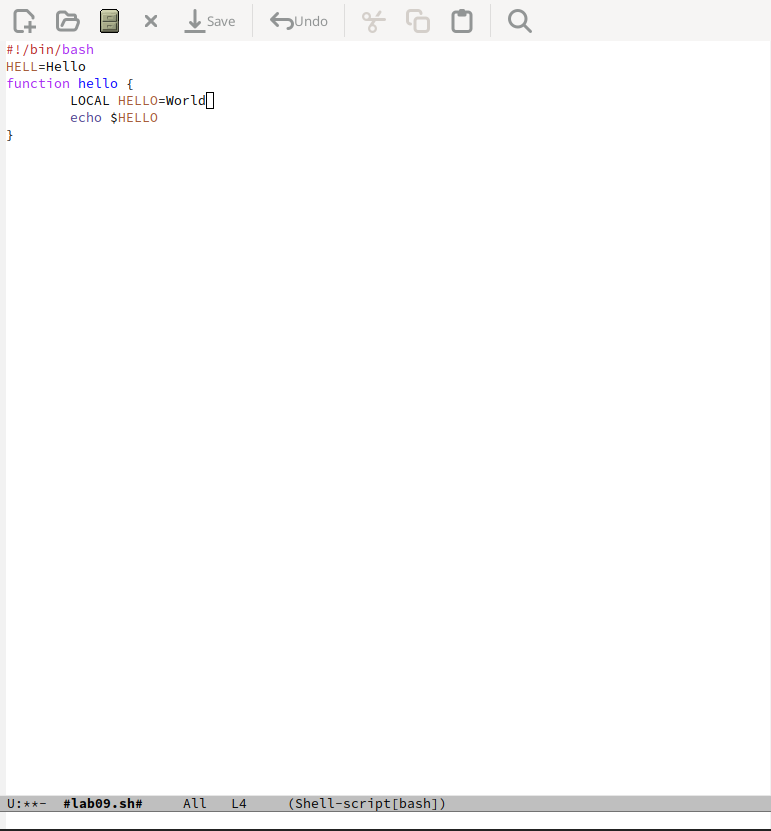 Save Undo
#!/bin/bash
HELL=Hello
function hello {
        LOCAL HELLO=World
        echo $HELLO
}
U:**-  #lab09.sh#     All   L4     (Shell-script[bash])